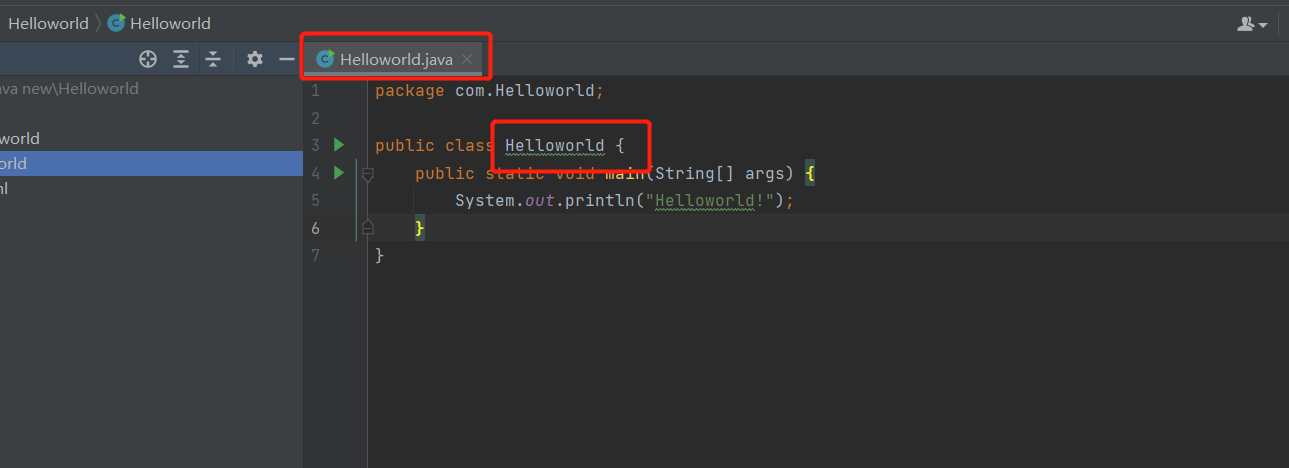 Helloworld 〉 Helloworld
Helloworld.java ×
ava new\Helloworld
world
orld
ml
1 package com.Helloworld;
2
3 public class Helloworld {
4 public static void main(String[] args) {
5 System.out.println("Helloworld!");
6 }
7 }